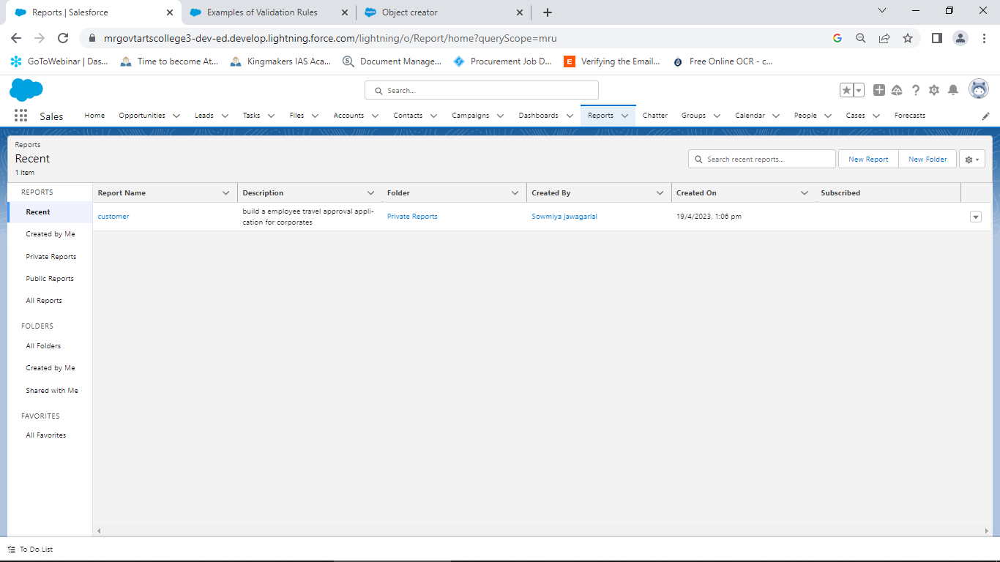 Reports | Salesforce
Examples of Validation Rules
Object creator
mrgovtartscollege3-dev-ed.develop.lightning.force.com/lightning/o/Report/home?queryScope=mru
GoToWebinar | Das...
Time to become At...
Kingmakers IAS Aca...
Document Manage...
Procurement Job D...
Verifying the Email...
Free Online OCR - c...
Search...
Sales
Home
Opportunities
Leads
Tasks
Files
Accounts
Contacts
Campaigns
Dashboards
Reports
Chatter
Groups
Calendar
People
Cases
Forecasts
Reports
Recent
1 item
Search recent reports...
New Report
New Folder
REPORTS
Recent
Created by Me
Private Reports
Public Reports
All Reports
FOLDERS
All Folders
Created by Me
Shared with Me
FAVORITES
All Favorites
Report Name
Description
Folder
Created By
Created On
Subscribed
customer
build a employee travel approval appli-
cation for corporates
Private Reports
Sowmiya jawagarlal
19/4/2023, 1:06 pm
To Do List